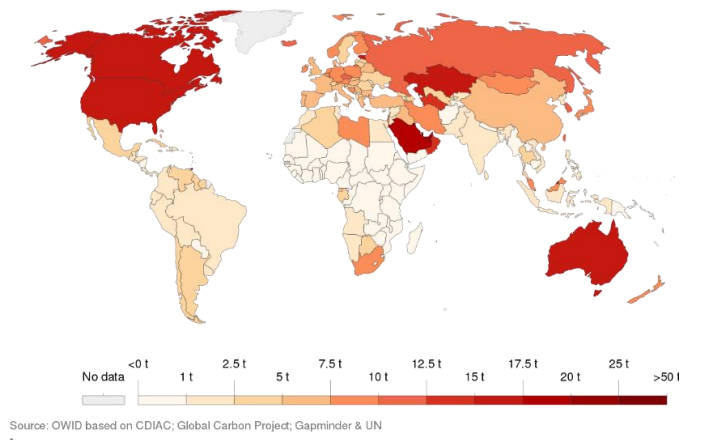 <0 t 2.5 t 7.5 t 12.5 t 17.5 t 25 t
No data 1 t 5 t 10 t 15 t 20 t >50 t
Source: OWID based on CDIAC; Global Carbon Project; Gapminder & UN